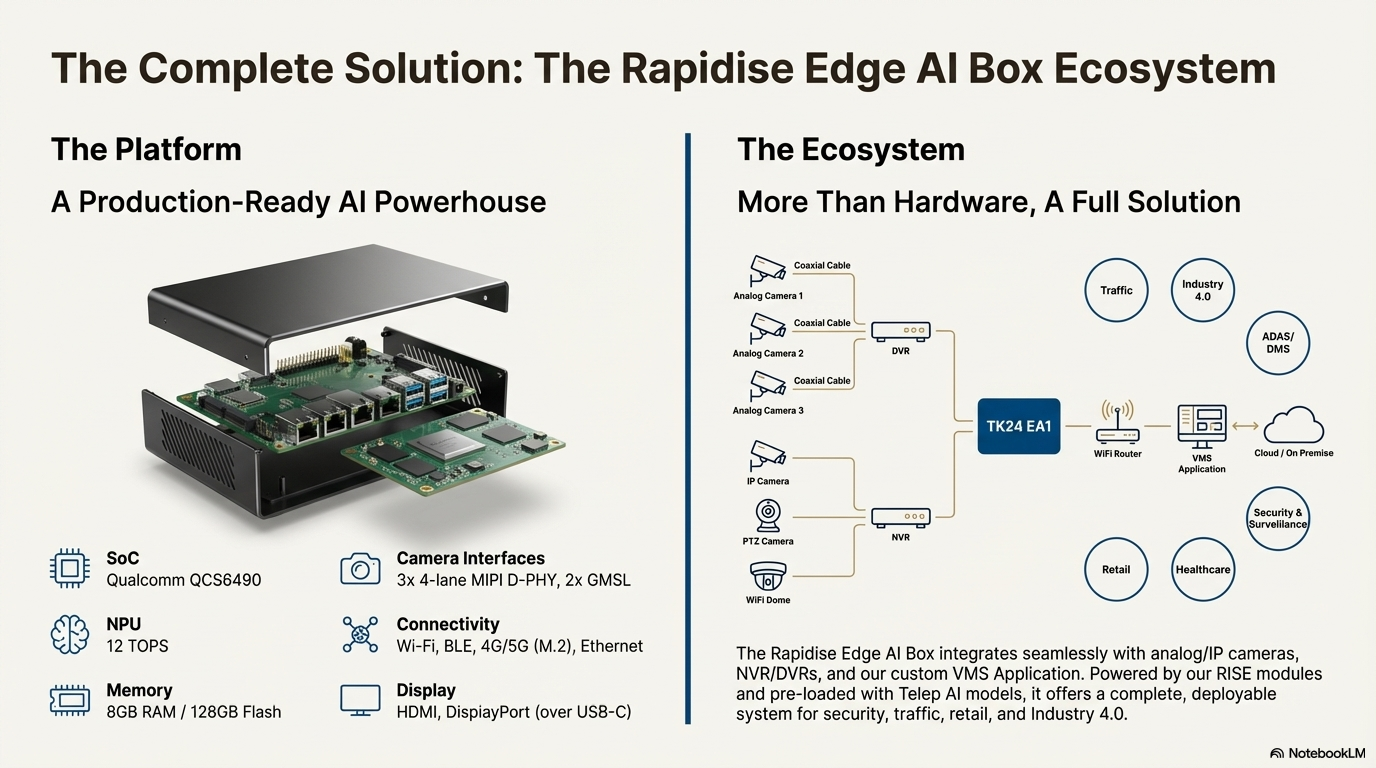 The Complete Solution: The Rapidise Edge AI Box Ecosystem
The Platform
A Production-Ready AI Powerhouse
SoC
Qualcomm QCS6490
Camera Interfaces
3x 4-lane MIPI D-PHY, 2x GMSL
NPU
12 TOPS
Connectivity
Wi-Fi, BLE, 4G/5G (M.2), Ethernet
Memory
8GB RAM / 128GB Flash
Display
HDMI, DispiayPort (over US8-C)
The Ecosystem
More Than Hardware, A Full Solution
Coaxial Cable
Analog Camera 1
Coaxial Cable
Analog Camera 2
Coaxial Cable
Analog Camera 3
DVR
IP Camera
PTZ Camera
WiFi Dome
NVR
TK24 EA1
WiFi Router
VMS
Application
Cloud / On Premise
Traffic
Industry
4.0
ADAS/
DMS
Security &
Survelilance
Retail
Healthcare
The Rapidise Edge AI Box integrates seamlessly with analog/IP cameras,
NVR/DVRs, and our custom VMS Application. Powered by our RISE modules
and pre-loaded with Telep AI models, it offers a complete, deployable
system for security, traffic, retail, and Industry 4.0.
NotebookLM